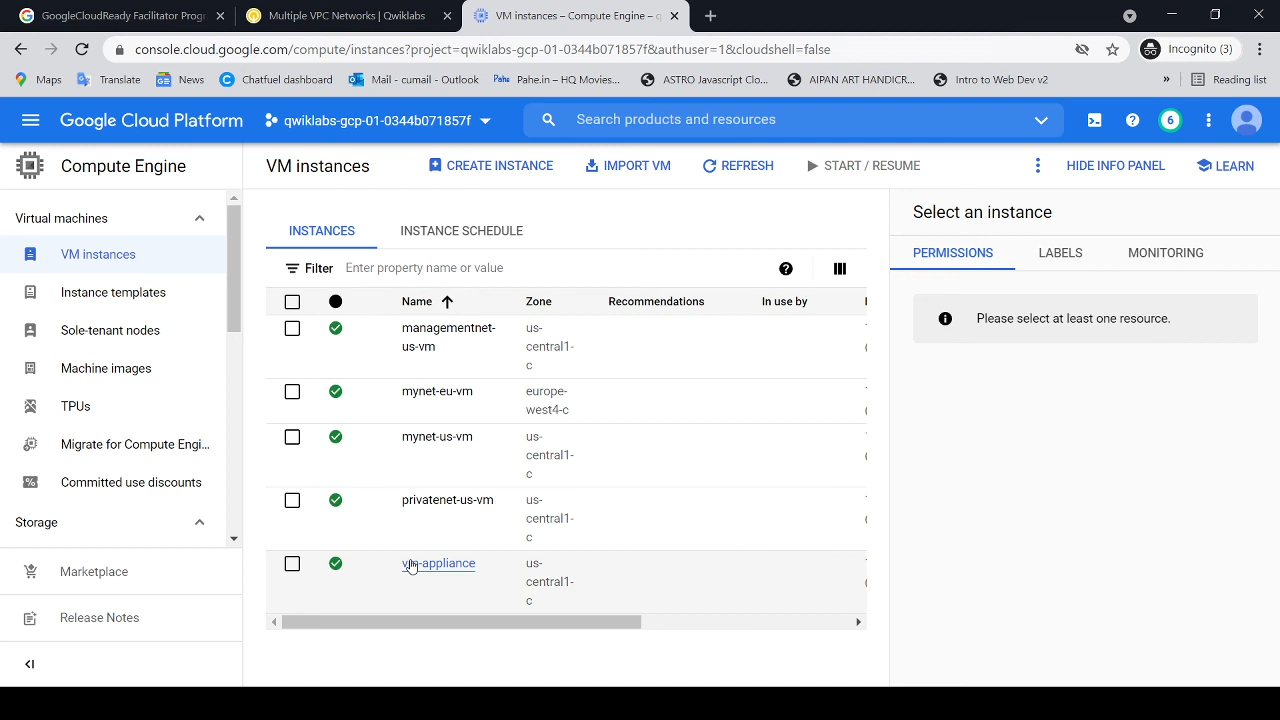 GoogleCloudReady Facilitator Progr
Multiple VPC Networks | Qwiklabs
VM instances – Compute Engine – q
console.cloud.google.com/compute/instances?project=qwiklabs-gcp-01-0344b071857f&authuser=1&cloudshell=false
Incognito (3)
Maps
Translate
News
Chatfuel dashboard
Mail - cumail - Outlook
Pahe.in – HQ Movies...
ASTRO Javascript Clo...
AIPAN ART HANDICR...
Intro to Web Dev v2
»
Reading list
Google Cloud Platform
qwiklabs-gcp-01-0344b071857f
Search products and resources
6
Compute Engine
VM instances
CREATE INSTANCE
IMPORT VM
REFRESH
START / RESUME
HIDE INFO PANEL
LEARN
Virtual machines
VM instances
Instance templates
Sole-tenant nodes
Machine images
TPUs
Migrate for Compute Engi...
Committed use discounts
Storage
Marketplace
Release Notes
INSTANCES
INSTANCE SCHEDULE
Filter
Enter property name or value
Name
Zone
Recommendations
In use by
managementnet-
us-vm
us-
central1-
c
mynet-eu-vm
europe-
west4-c
mynet-us-vm
us-
central1-
c
privatenet-us-vm
us-
central1-
c
vm-appliance
us-
central1-
c
Select an instance
PERMISSIONS
LABELS
MONITORING
Please select at least one resource.